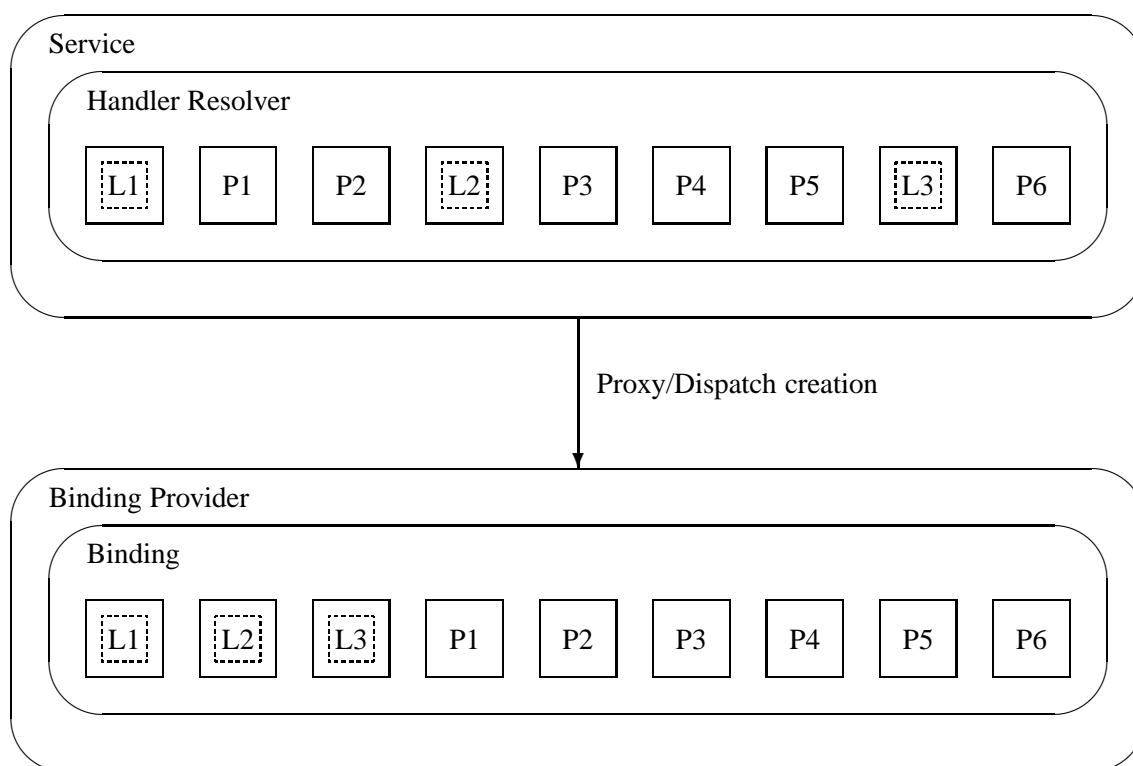 Service
Handler Resolver
L1 P1 P2 L2 P3 P4 P5 L3 P6
Proxy/Dispatch creation
Binding Provider
Binding
L1 L2 L3 P1 P2 P3 P4 P5 P6